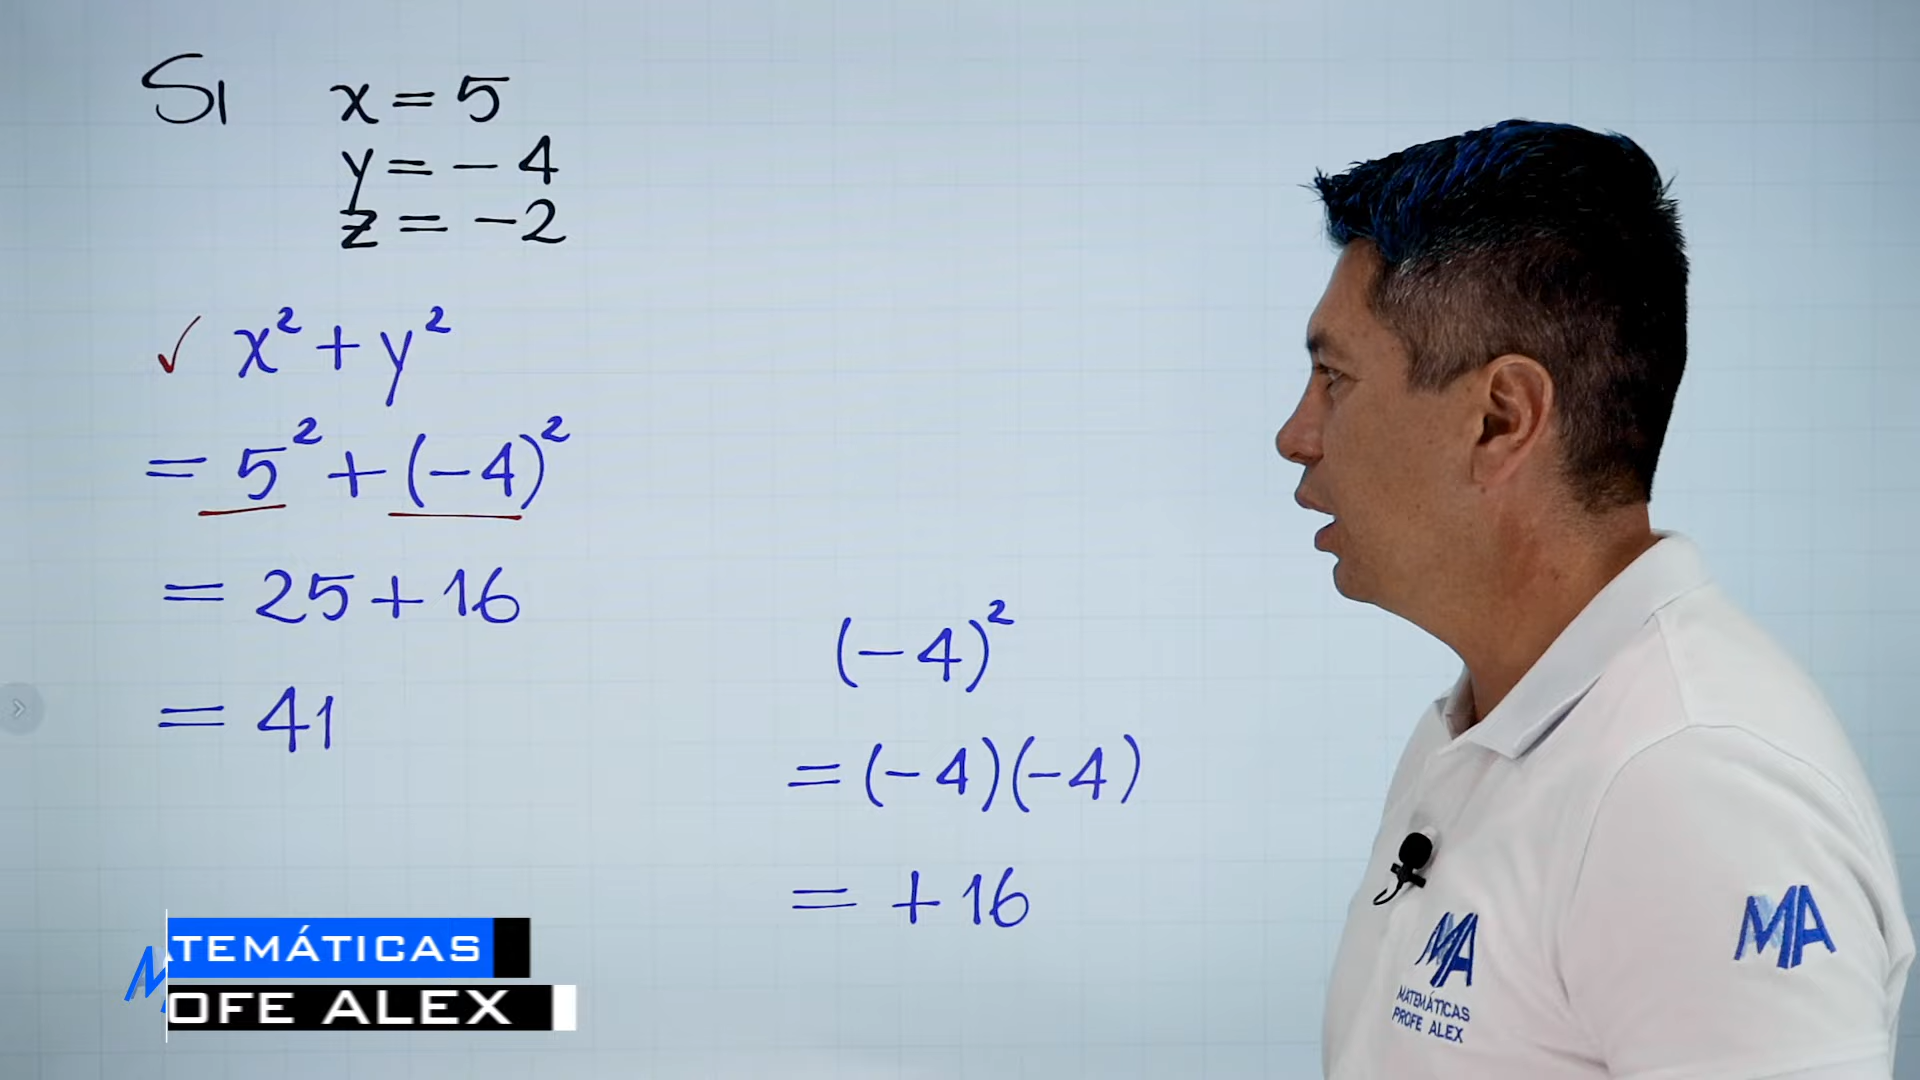 Si x = 5
y = -4
z = -2
✓ x² + y²
= 5² + (-4)²
= 25 + 16
= 41
(-4)²
= (-4)(-4)
= +16
MATEMÁTICAS
OFE ALEX
MA
MATEMÁTICAS
PROFE ALEX
MA